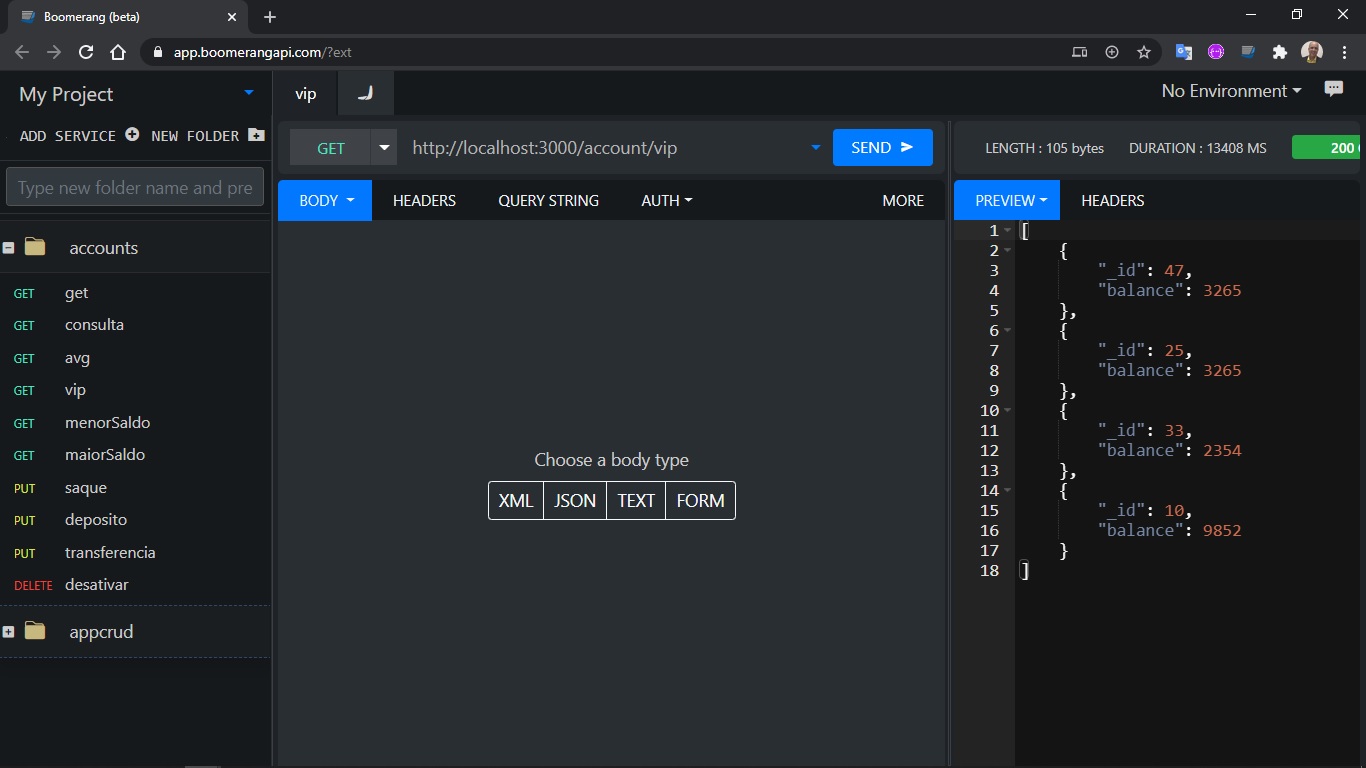 Boomerang (beta)
app.boomerangapi.com/?ext
My Project
ADD SERVICE NEW FOLDER
Type new folder name and pre
accounts
GET get
GET consulta
GET avg
GET vip
GET menorSaldo
GET maiorSaldo
PUT saque
PUT deposito
PUT transferencia
DELETE desativar
appcrud
vip
No Environment
GET http://localhost:3000/account/vip SEND
BODY HEADERS QUERY STRING AUTH MORE
Choose a body type
XML JSON TEXT FORM
LENGTH : 105 bytes DURATION : 13408 MS 200
PREVIEW HEADERS
1 [
2 {
3 "_id": 47,
4 "balance": 3265
5 },
6 {
7 "_id": 25,
8 "balance": 3265
9 },
10 {
11 "_id": 33,
12 "balance": 2354
13 },
14 {
15 "_id": 10,
16 "balance": 9852
17 }
18 ]